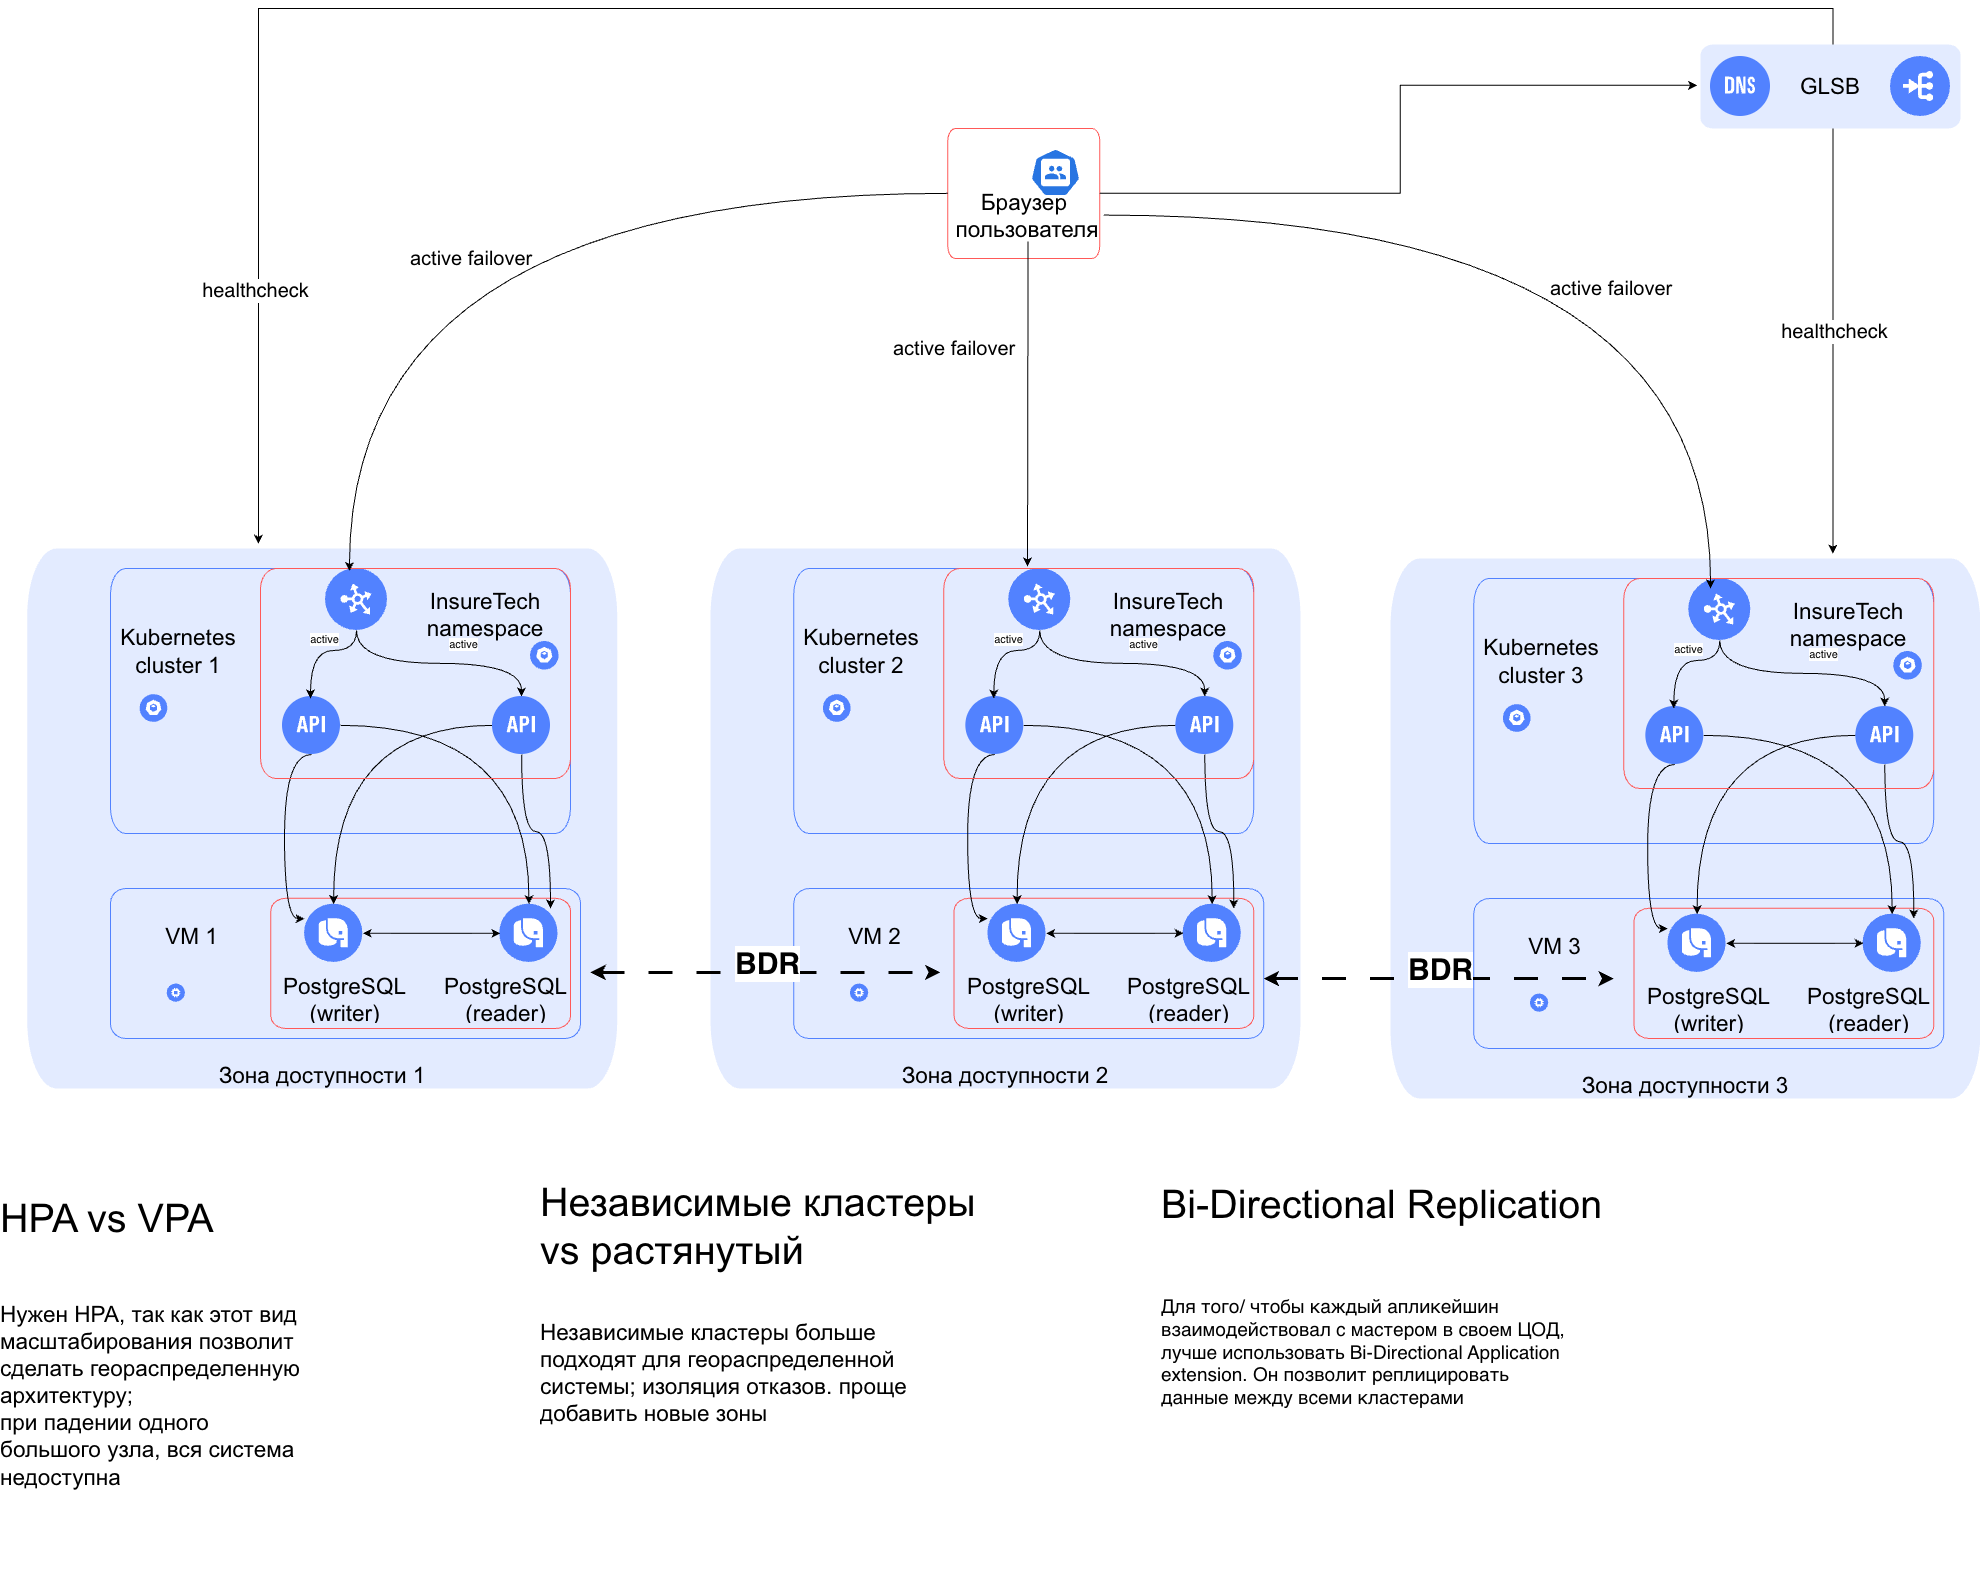 DNS
GLSB
Браузер
пользователя
active failover
healthcheck
active failover
active failover
healthcheck
Kubernetes
cluster 1
InsureTech
namespace
active
active
API
API
VM 1
PostgreSQL
(writer)
PostgreSQL
(reader)
Зона доступности 1
BDR
Kubernetes
cluster 2
InsureTech
namespace
active
active
API
API
VM 2
PostgreSQL
(writer)
PostgreSQL
(reader)
Зона доступности 2
BDR
Kubernetes
cluster 3
InsureTech
namespace
active
active
API
API
VM 3
PostgreSQL
(writer)
PostgreSQL
(reader)
Зона доступности 3
HPA vs VPA
Нужен HPA, так как этот вид
масштабирования позволит
сделать геораспределенную
архитектуру;
при падении одного
большого узла, вся система
недоступна
Независимые кластеры
vs растянутый
Независимые кластеры больше
подходят для геораспределенной
системы; изоляция отказов. проще
добавить новые зоны
Bi-Directional Replication
Для того/ чтобы каждый апликейшин
взаимодействовал с мастером в своем ЦОД,
лучше использовать Bi-Directional Application
extension. Он позволит реплицировать
данные между всеми кластерами